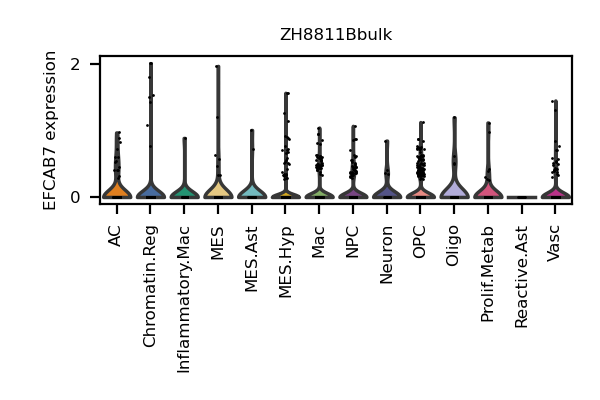 ZH8811Bbulk
EFCAB7 expression
2
0
AC
Chromatin.Reg
Inflammatory.Mac
MES
MES.Ast
MES.Hyp
Mac
NPC
Neuron
OPC
Oligo
Prolif.Metab
Reactive.Ast
Vasc